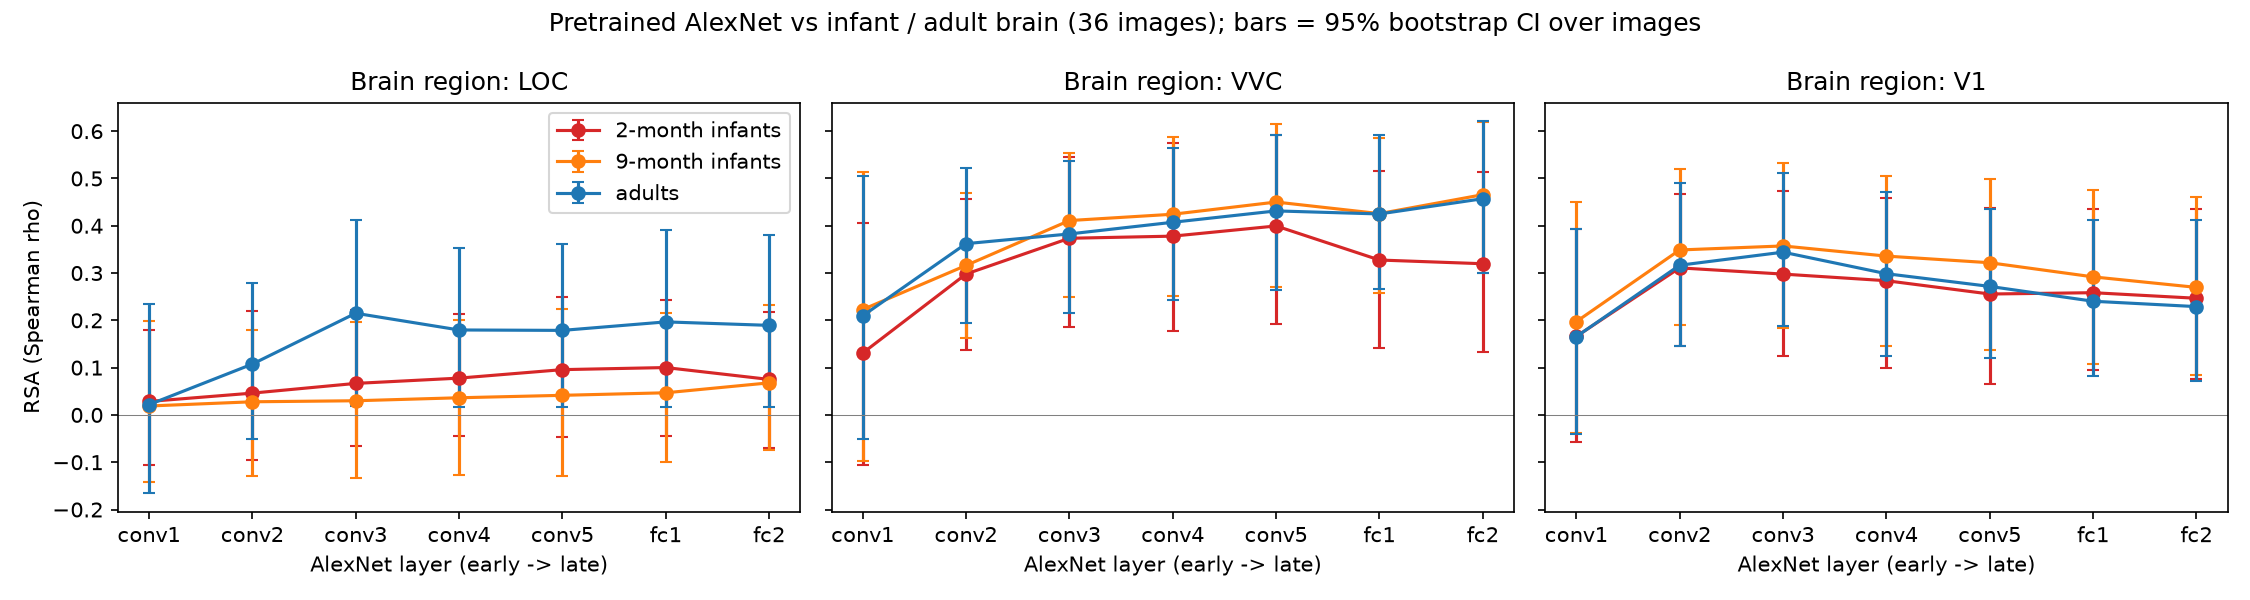 Pretrained AlexNet vs infant / adult brain (36 images); bars = 95% bootstrap CI over images
Brain region: LOC
RSA (Spearman rho)
0.6
0.5
0.4
0.3
0.2
0.1
0.0
−0.1
−0.2
2-month infants
9-month infants
adults
conv1 conv2 conv3 conv4 conv5 fc1 fc2
AlexNet layer (early -> late)
Brain region: VVC
conv1 conv2 conv3 conv4 conv5 fc1 fc2
AlexNet layer (early -> late)
Brain region: V1
conv1 conv2 conv3 conv4 conv5 fc1 fc2
AlexNet layer (early -> late)